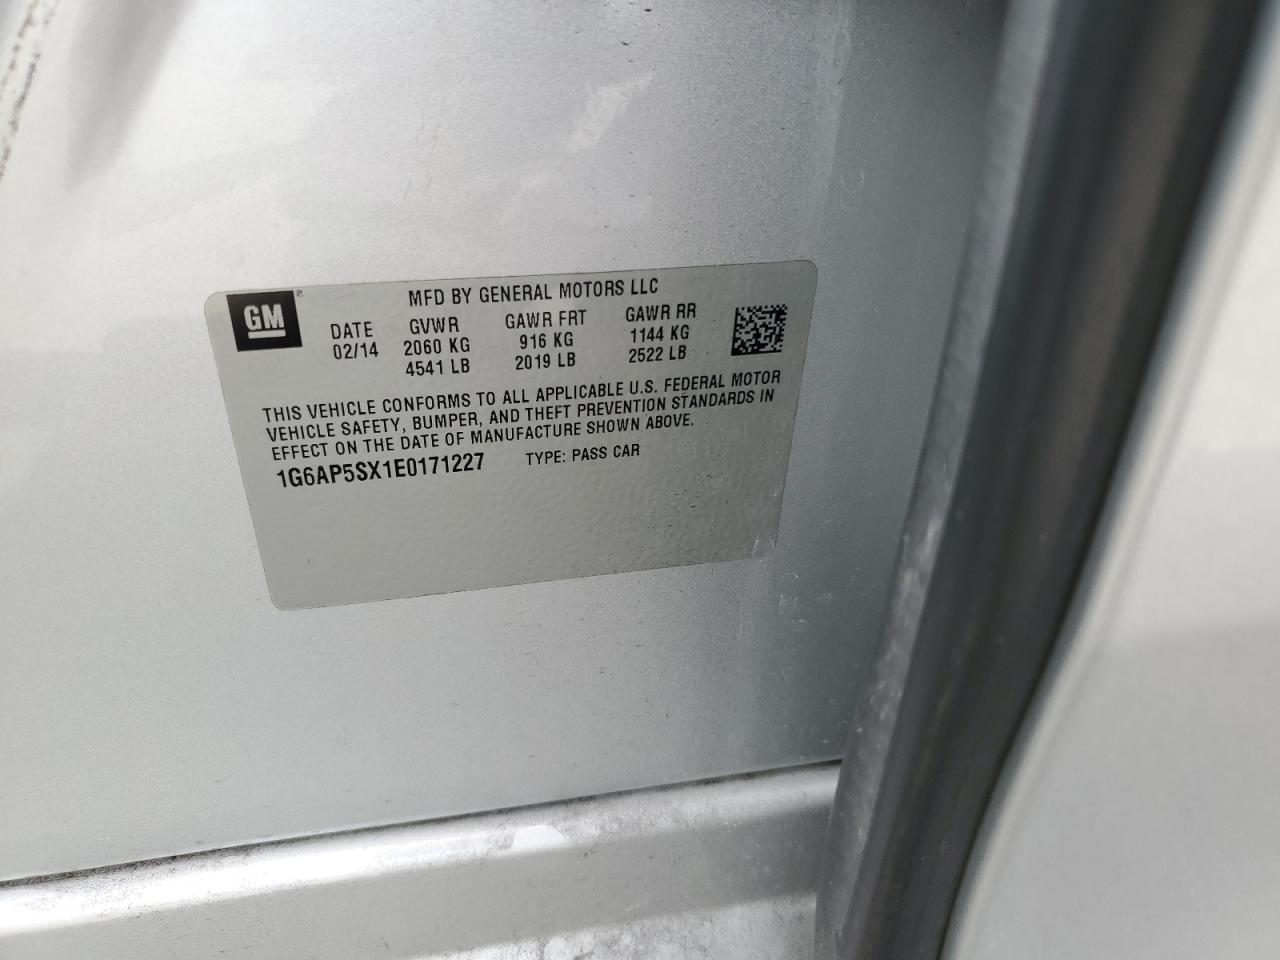 GM ®
MFD BY GENERAL MOTORS LLC
DATE GVWR GAWR FRT GAWR RR
02/14 2060 KG 916 KG 1144 KG
4541 LB 2019 LB 2522 LB
THIS VEHICLE CONFORMS TO ALL APPLICABLE U.S. FEDERAL MOTOR
VEHICLE SAFETY, BUMPER, AND THEFT PREVENTION STANDARDS IN
EFFECT ON THE DATE OF MANUFACTURE SHOWN ABOVE.
1G6AP5SX1E0171227 TYPE: PASS CAR